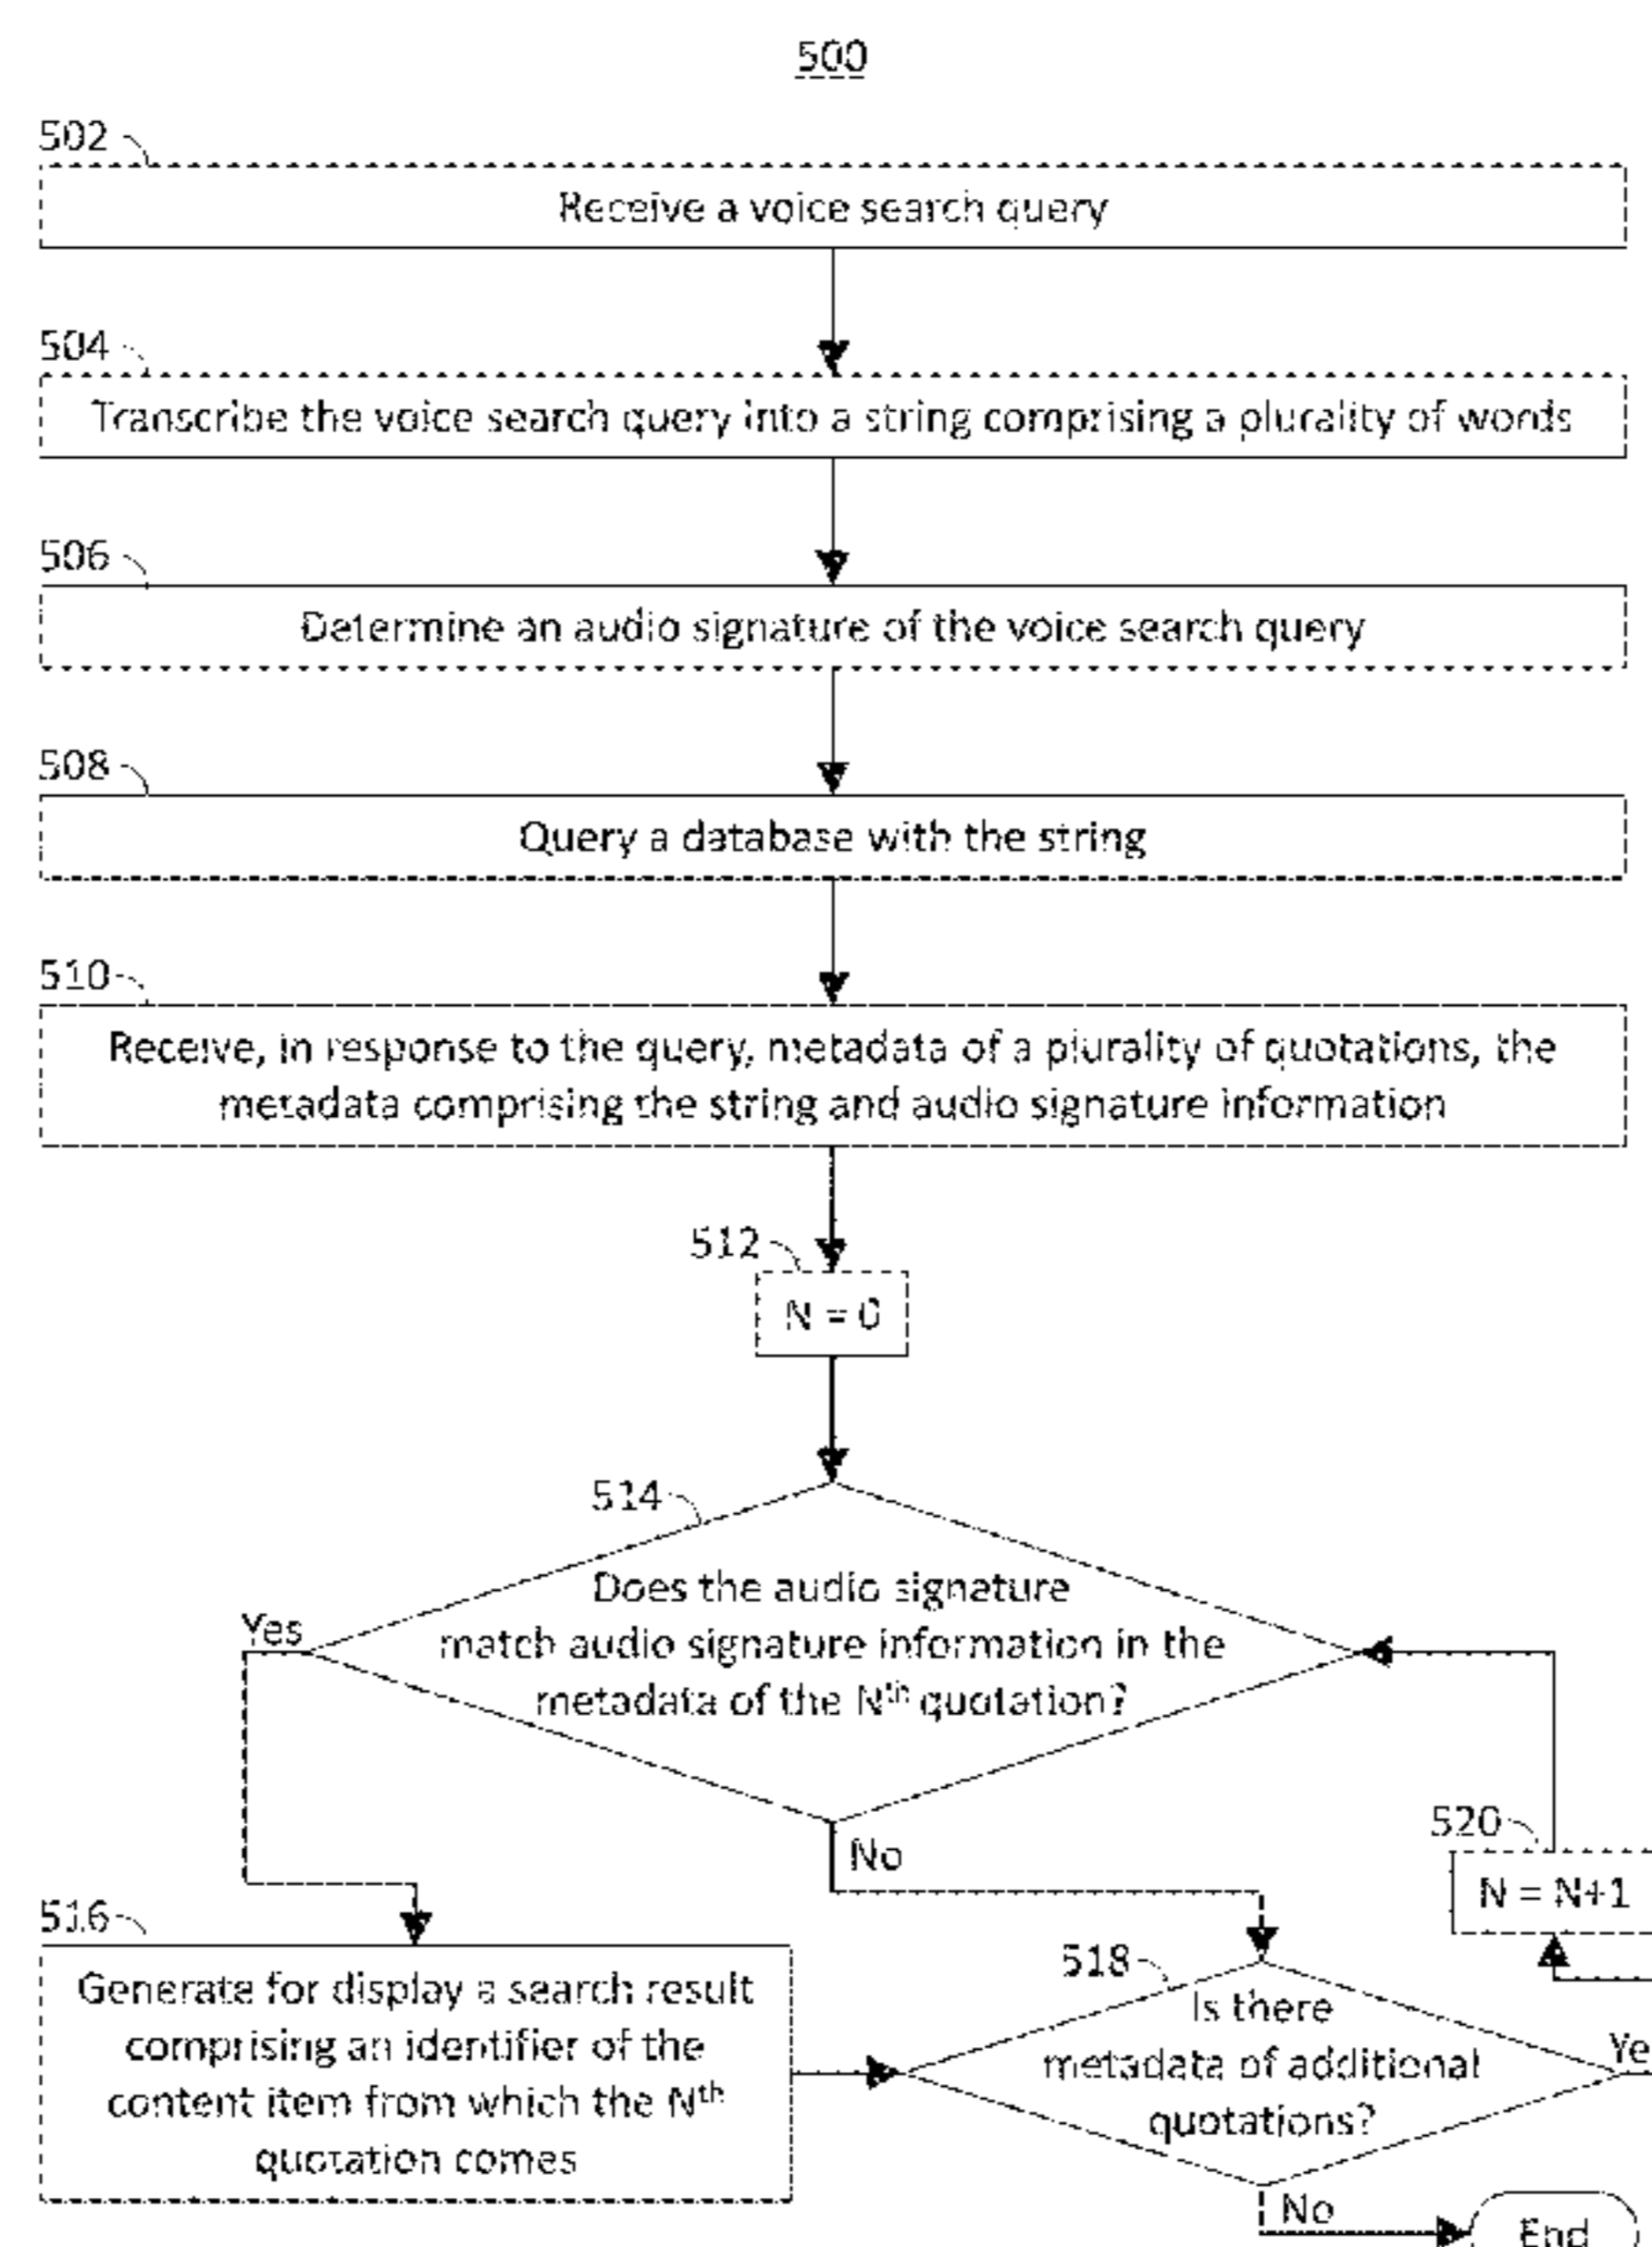 500
502
Receive a voice search query
504
Transcribe the voice search query into a string comprising a plurality of words
506
Determine an audio signature of the voice search query
508
Query a database with the string
510
Receive, in response to the query, metadata of a plurality of quotations, the
metadata comprising the string and audio signature information
512
N = 0
514
Does the audio signature
match audio signature information in the
metadata of the Nth quotation?
Yes
No
520
N = N+1
516
Generate for display a search result
comprising an identifier of the
content item from which the Nth
quotation comes
518
Is there
metadata of additional
quotations?
Ye
No
End